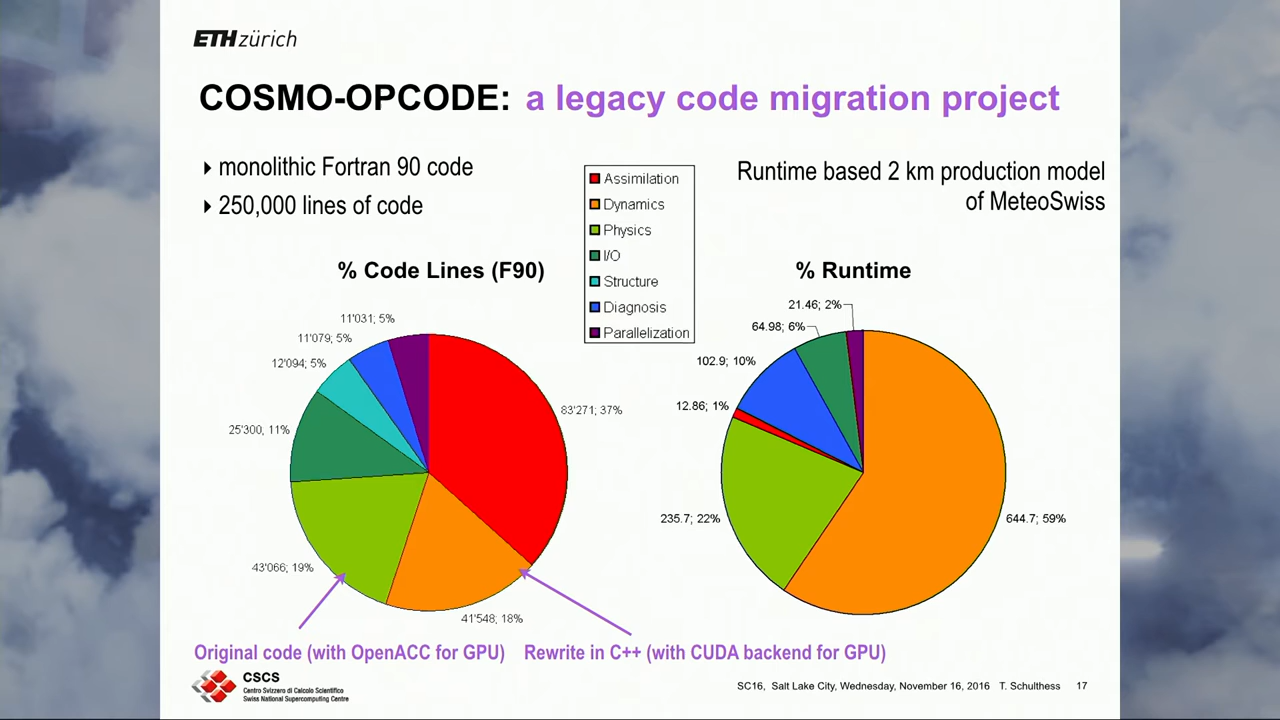 ETH zürich
COSMO-OPCODE: a legacy code migration project
monolithic Fortran 90 code
250,000 lines of code
Assimilation
Dynamics
Physics
I/O
Structure
Diagnosis
Parallelization
Runtime based 2 km production model
of MeteoSwiss
% Code Lines (F90)
11'031; 5%
11'079; 5%
12'094; 5%
25'300, 11%
43'066; 19%
41'548; 18%
83'271; 37%
% Runtime
21.46; 2%
64.98; 6%
102.9; 10%
12.86; 1%
235.7; 22%
644.7; 59%
Original code (with OpenACC for GPU)
Rewrite in C++ (with CUDA backend for GPU)
CSCS
Centro Svizzero di Calcolo Scientifico
Swiss National Supercomputing Centre
SC16, Salt Lake City, Wednesday, November 16, 2016 T. Schulthess 17